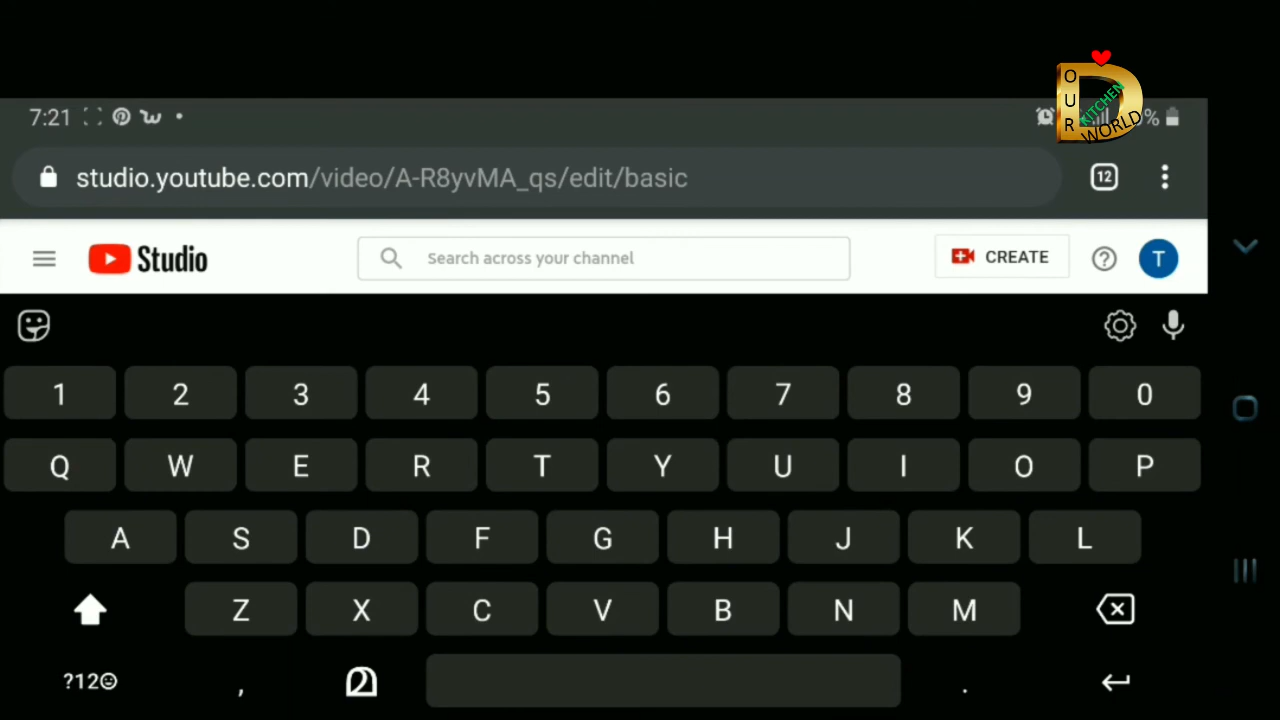 OUR
KITCHEN
WORLD
7:21
%
studio.youtube.com/video/A-R8yvMA_qs/edit/basic
12
Studio
Search across your channel
CREATE
?
T
1 2 3 4 5 6 7 8 9 0
Q W E R T Y U I O P
A S D F G H J K L
Z X C V B N M
?12☺ , മ .